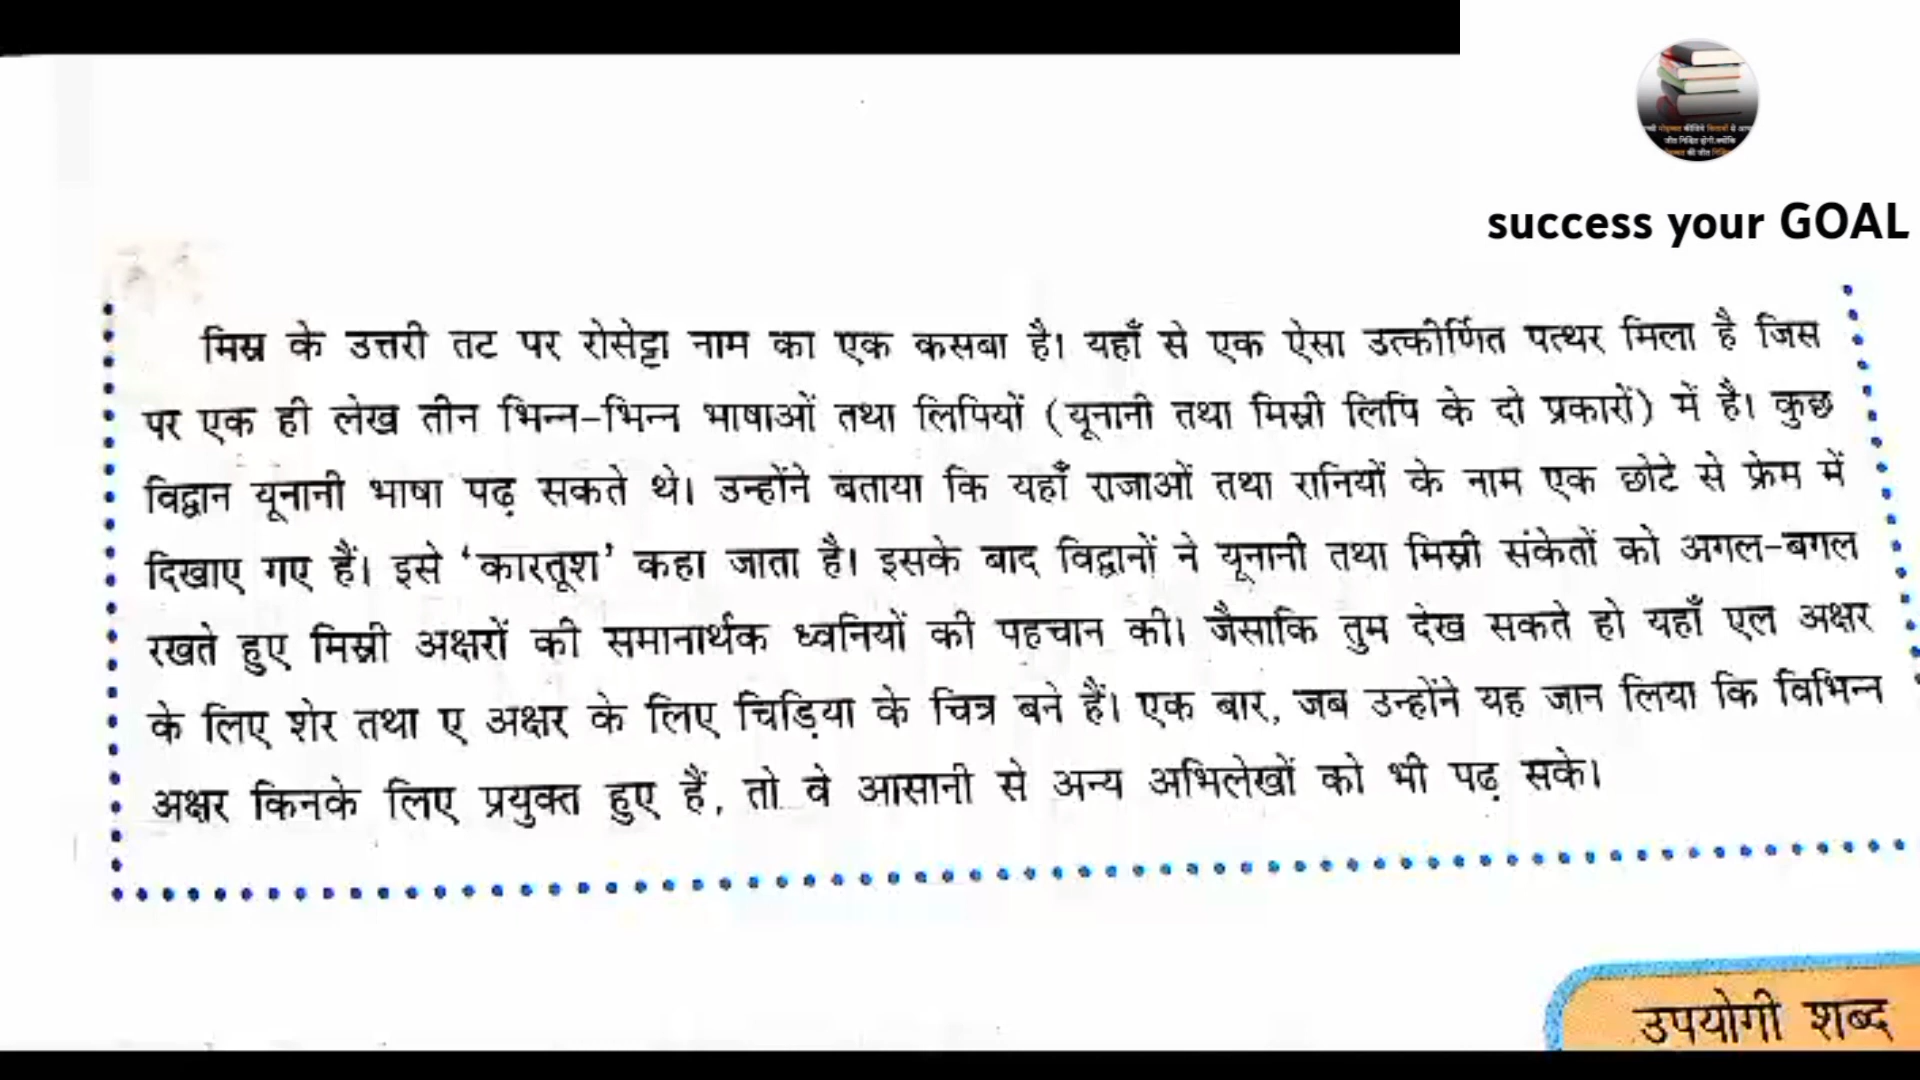 success your GOAL
मिस्र के उत्तरी तट पर रोसेट्टा नाम का एक कसबा है। यहाँ से एक ऐसा उत्कीर्णित पत्थर मिला है जिस
पर एक ही लेख तीन भिन्न-भिन्न भाषाओं तथा लिपियों (यूनानी तथा मिस्री लिपि के दो प्रकारों) में है। कुछ
विद्वान यूनानी भाषा पढ़ सकते थे। उन्होंने बताया कि यहाँ राजाओं तथा रानियों के नाम एक छोटे से फ्रेम में
दिखाए गए हैं। इसे ‘कारतूश’ कहा जाता है। इसके बाद विद्वानों ने यूनानी तथा मिस्री संकेतों को अगल-बगल
रखते हुए मिस्री अक्षरों की समानार्थक ध्वनियों की पहचान की। जैसाकि तुम देख सकते हो यहाँ एल अक्षर
के लिए शेर तथा ए अक्षर के लिए चिड़िया के चित्र बने हैं। एक बार, जब उन्होंने यह जान लिया कि विभिन्न
अक्षर किनके लिए प्रयुक्त हुए हैं, तो वे आसानी से अन्य अभिलेखों को भी पढ़ सके।
उपयोगी शब्द